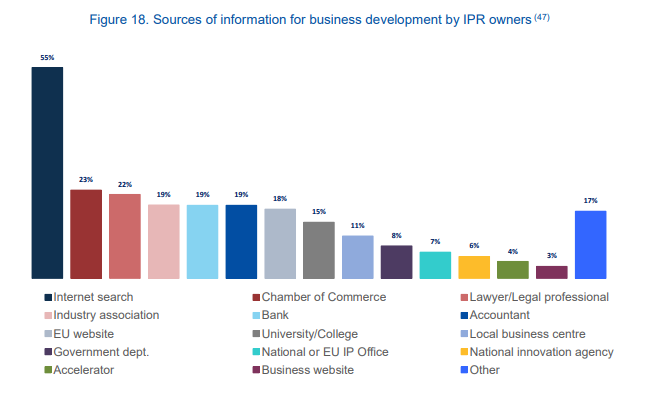 Figure 18. Sources of information for business development by IPR owners (47)
55%
23%
22%
19%
19%
19%
18%
15%
11%
8%
7%
6%
4%
3%
17%
Internet search Chamber of Commerce Lawyer/Legal professional
Industry association Bank Accountant
EU website University/College Local business centre
Government dept. National or EU IP Office National innovation agency
Accelerator Business website Other